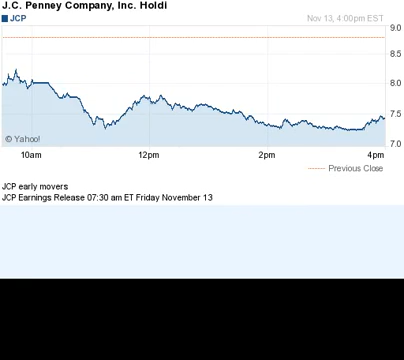 J.C. Penney Company, Inc. Holdi
JCP Nov 13, 4:00pm EST
9.0
8.5
8.0
7.5
7.0
© Yahoo!
10am 12pm 2pm 4pm
Previous Close
JCP early movers
JCP Earnings Release 07:30 am ET Friday November 13